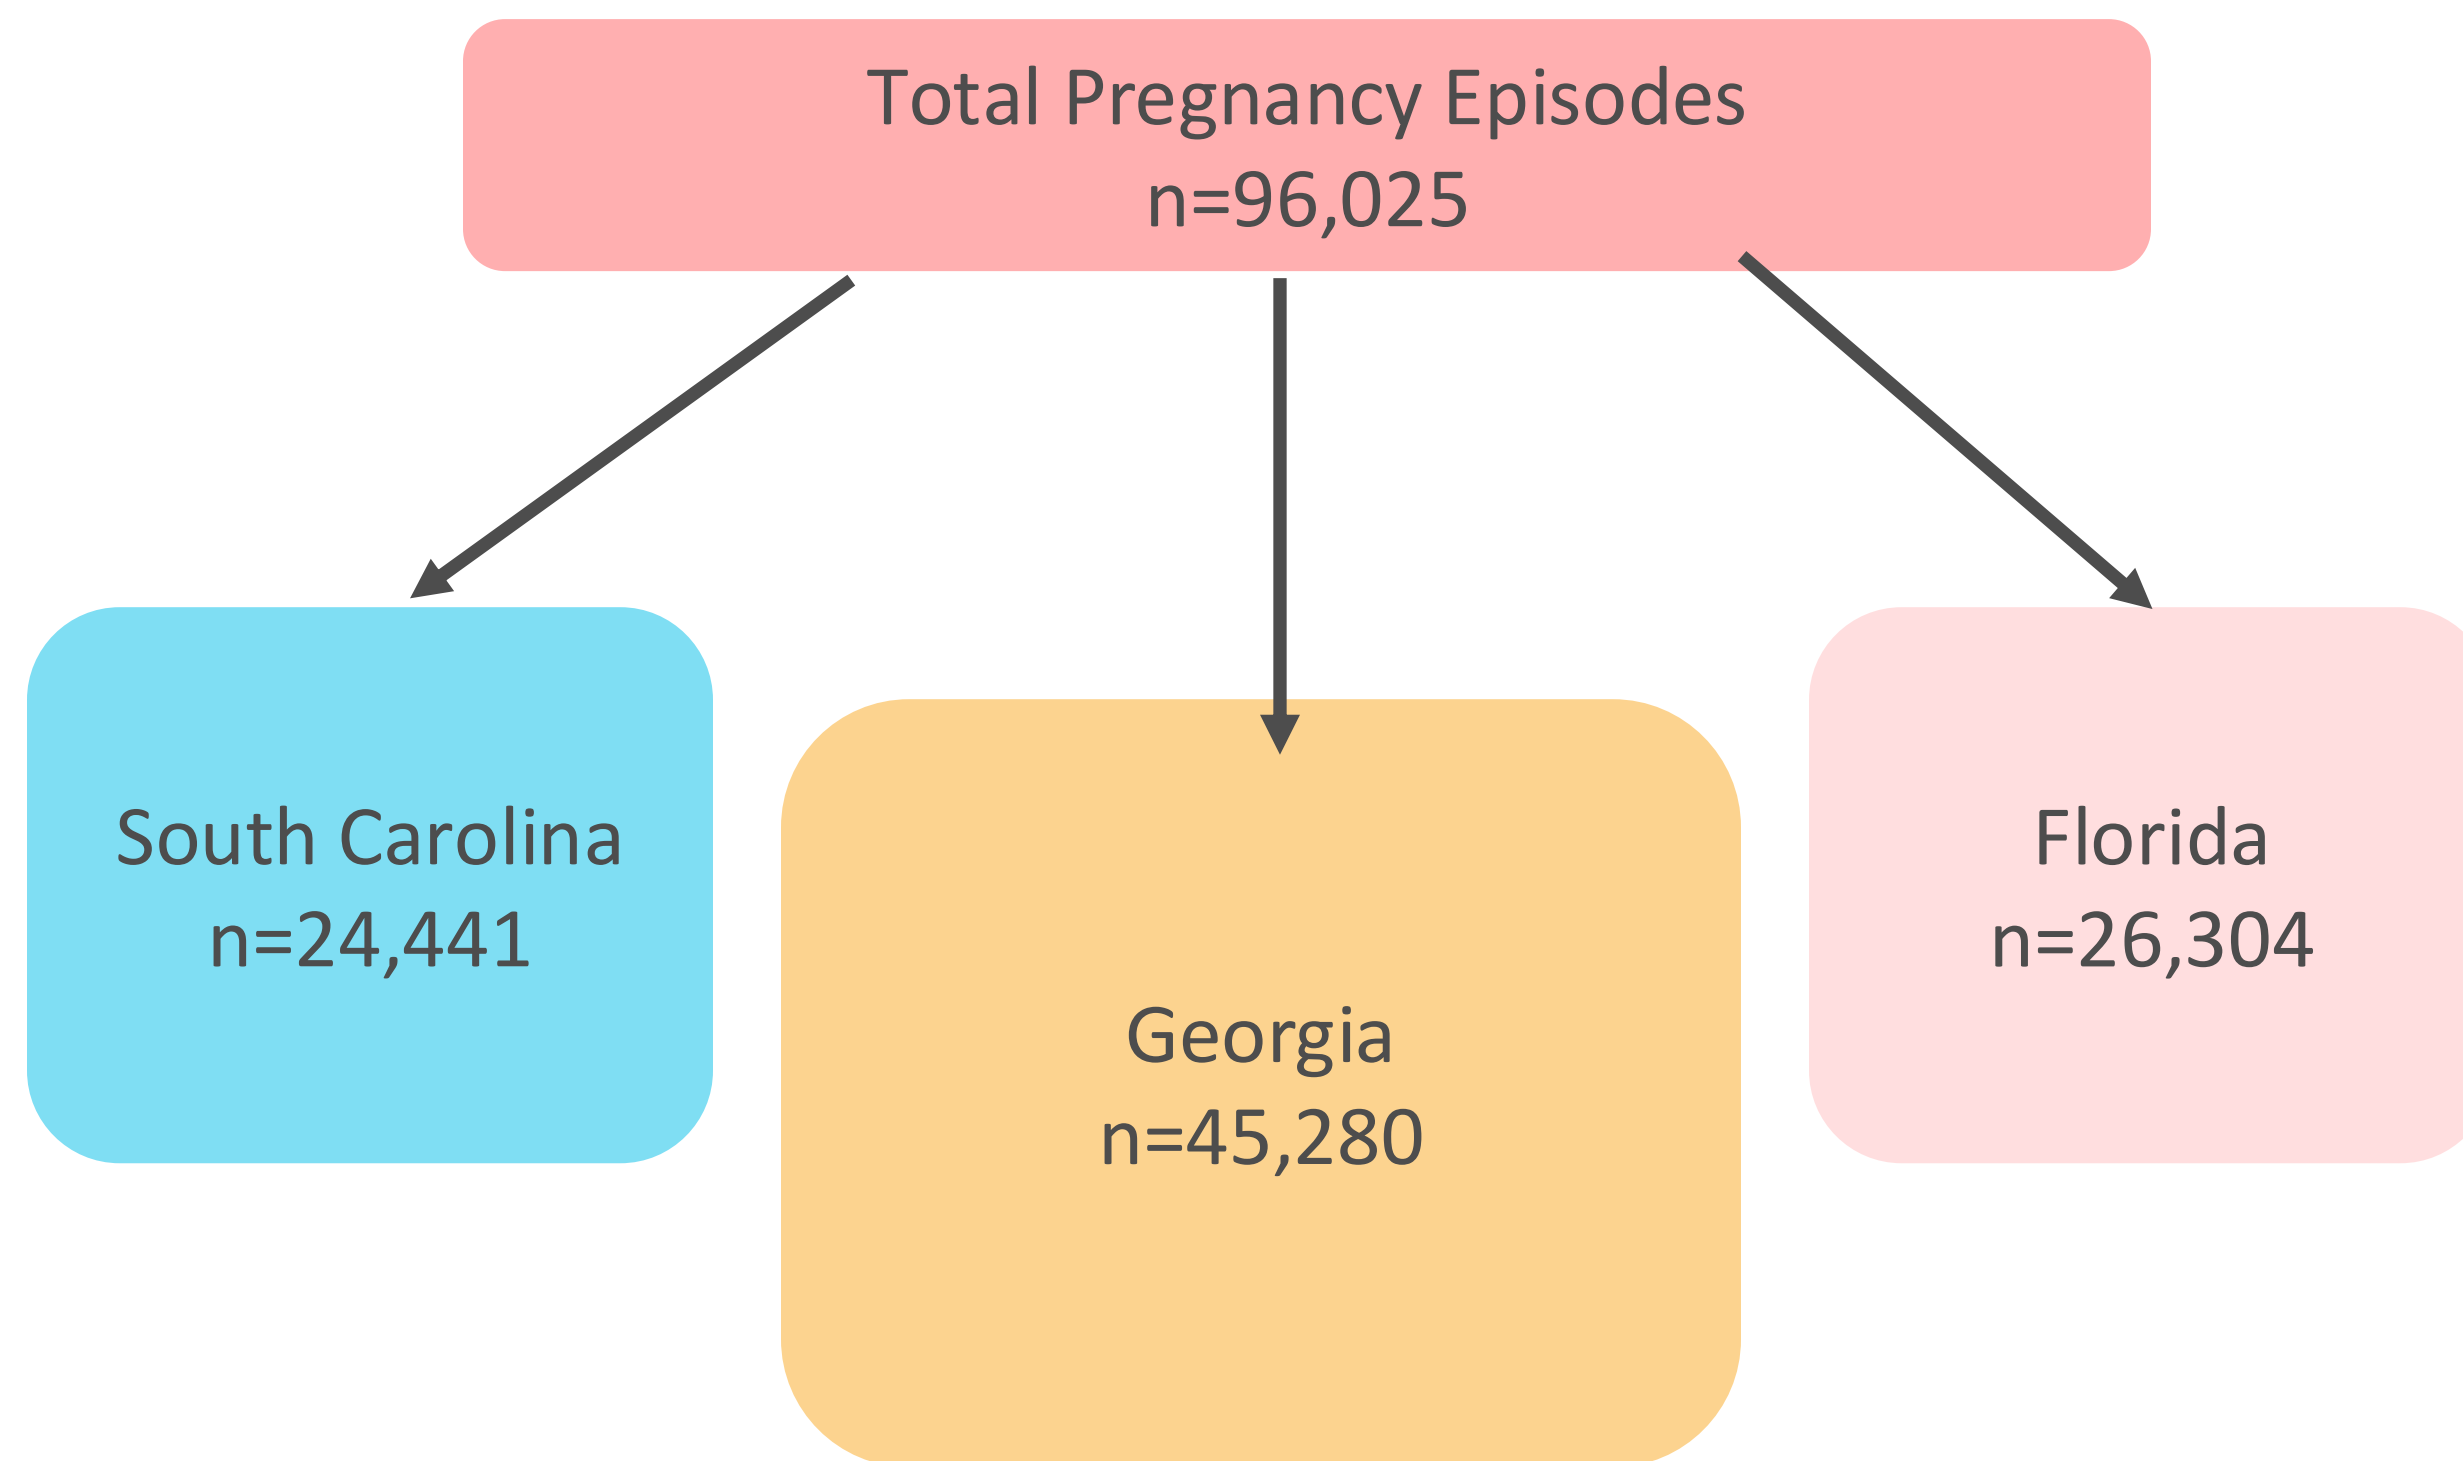 Total Pregnancy Episodes
n=96,025
South Carolina
n=24,441
Georgia
n=45,280
Florida
n=26,304